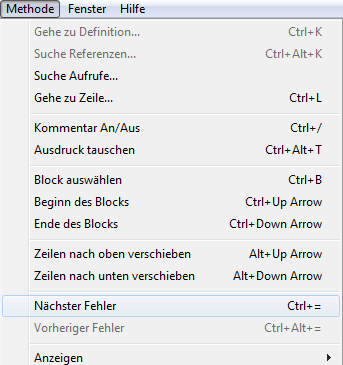 Methode Fenster Hilfe
Gehe zu Definition... Ctrl+K
Suche Referenzen... Ctrl+Alt+K
Suche Aufrufe...
Gehe zu Zeile... Ctrl+L
Kommentar An/Aus Ctrl+/
Ausdruck tauschen Ctrl+Alt+T
Block auswählen Ctrl+B
Beginn des Blocks Ctrl+Up Arrow
Ende des Blocks Ctrl+Down Arrow
Zeilen nach oben verschieben Alt+Up Arrow
Zeilen nach unten verschieben Alt+Down Arrow
Nächster Fehler Ctrl+=
Vorheriger Fehler Ctrl+Alt+=
Anzeigen